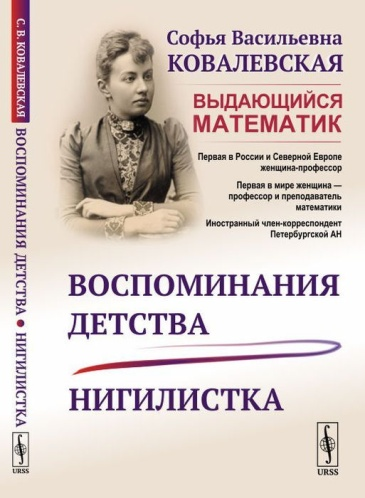 С. В. КОВАЛЕВСКАЯ
ВОСПОМИНАНИЯ ДЕТСТВА • НИГИЛИСТКА
URSS
Софья Васильевна
КОВАЛЕВСКАЯ
ВЫДАЮЩИЙСЯ
МАТЕМАТИК
Первая в России и Северной Европе
женщина-профессор
Первая в мире женщина —
профессор и преподаватель
математики
Иностранный член-корреспондент
Петербургской АН
ВОСПОМИНАНИЯ
ДЕТСТВА
НИГИЛИСТКА
URSS